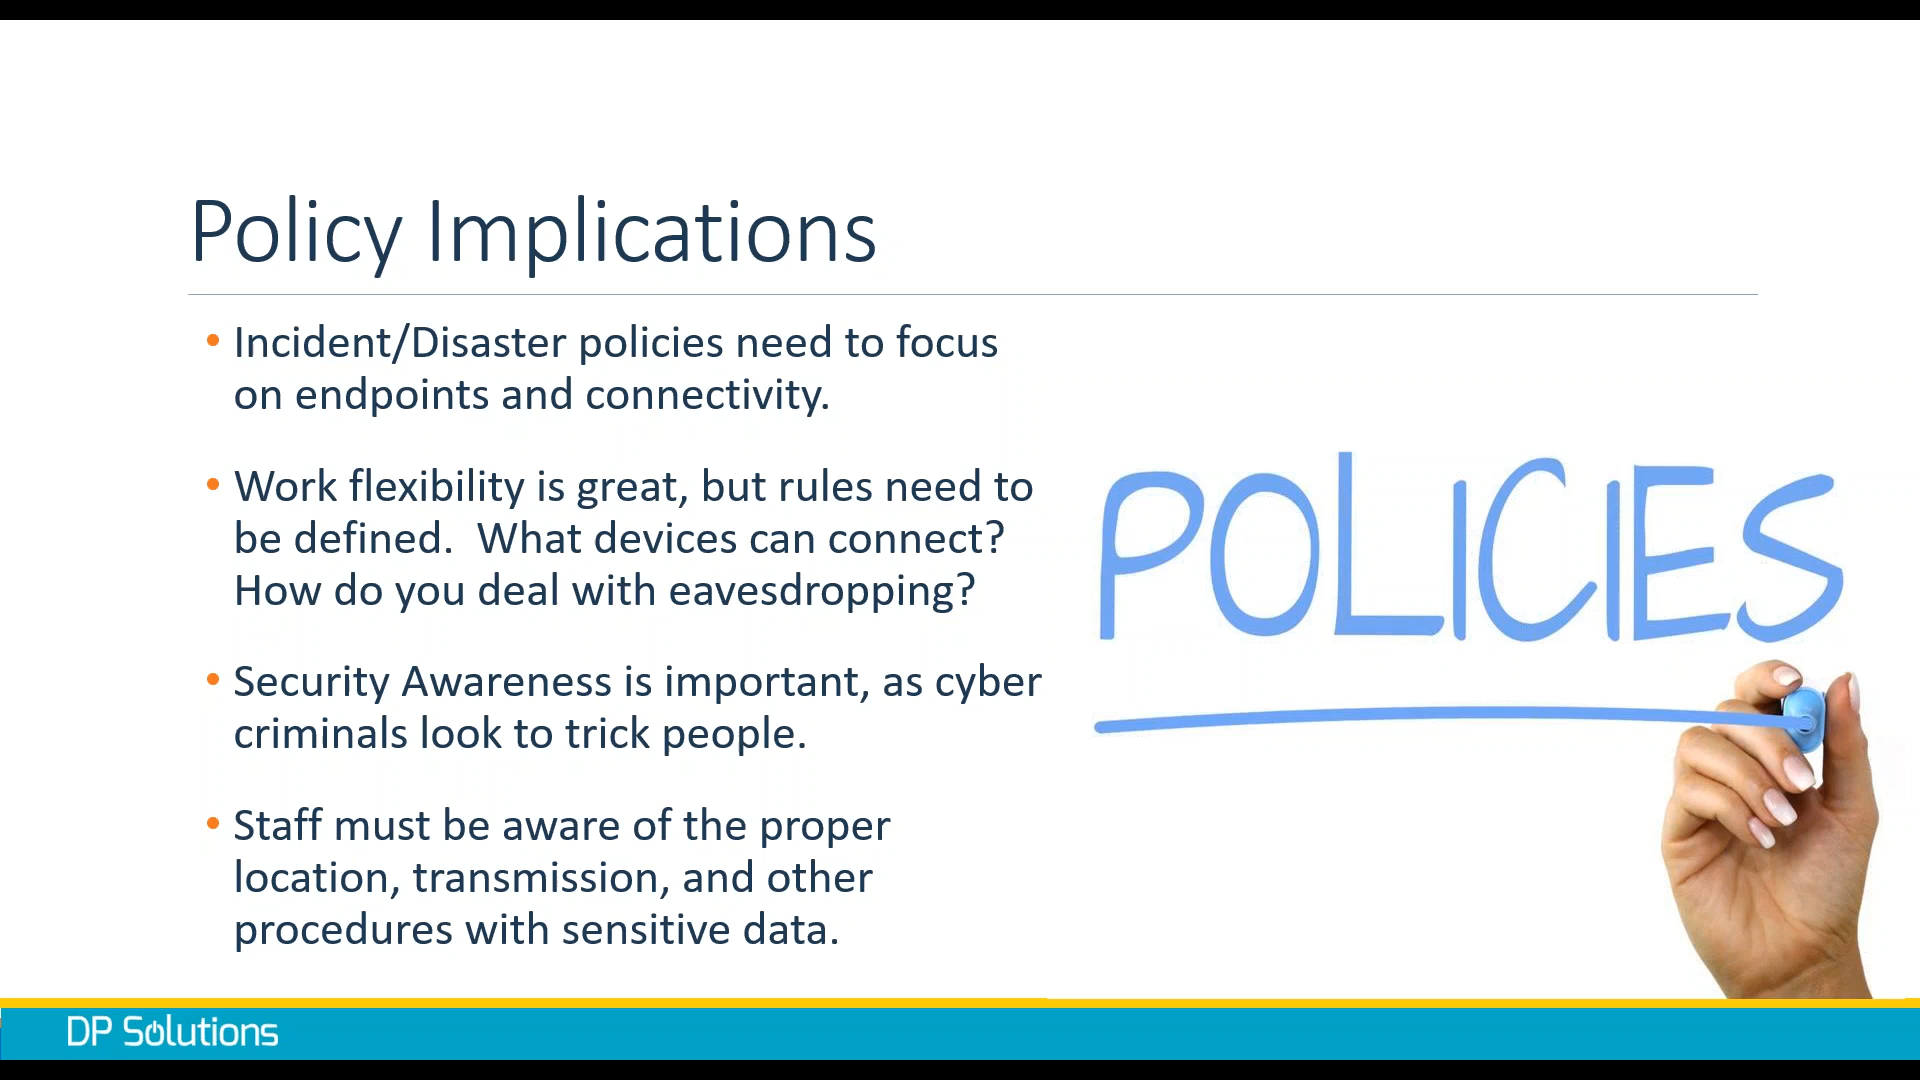 Policy Implications
• Incident/Disaster policies need to focus
on endpoints and connectivity.
• Work flexibility is great, but rules need to
be defined.  What devices can connect?
How do you deal with eavesdropping?
• Security Awareness is important, as cyber
criminals look to trick people.
• Staff must be aware of the proper
location, transmission, and other
procedures with sensitive data.
POLICIES
DP Solutions